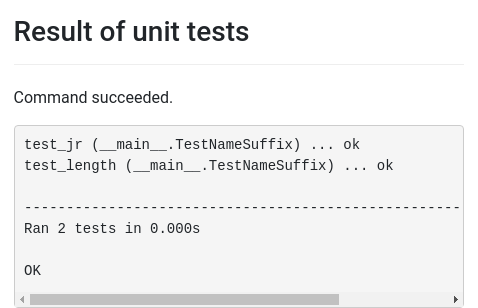 Result of unit tests
Command succeeded.
test_jr (__main__.TestNameSuffix) ... ok
test_length (__main__.TestNameSuffix) ... ok
----------------------------------------------------
Ran 2 tests in 0.000s
OK